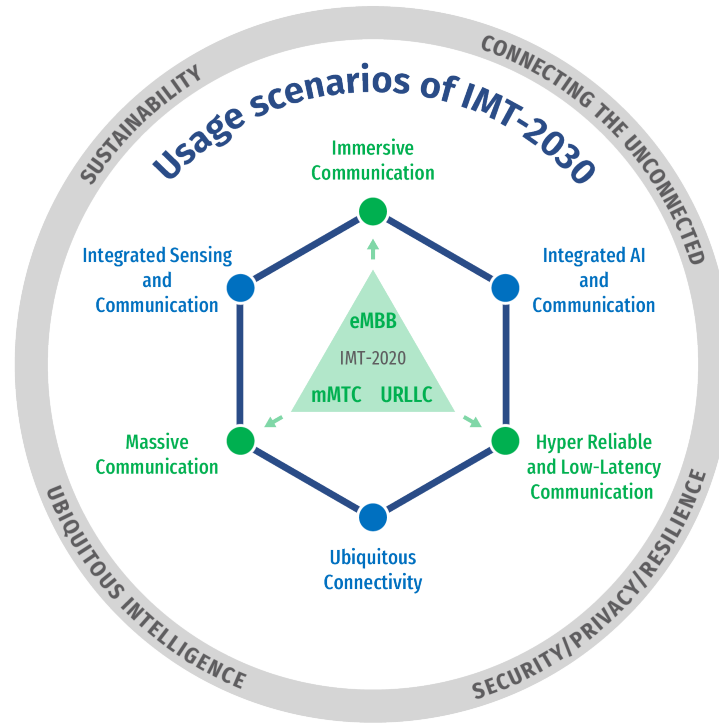 SUSTAINABILITY
CONNECTING THE UNCONNECTED
Usage scenarios of IMT-2030
Immersive
Communication
Integrated Sensing
and
Communication
Integrated AI
and
Communication
eMBB
IMT-2020
mMTC URLLC
Massive
Communication
Hyper Reliable
and Low-Latency
Communication
Ubiquitous
Connectivity
UBIQUITOUS INTELLIGENCE
SECURITY/PRIVACY/RESILIENCE